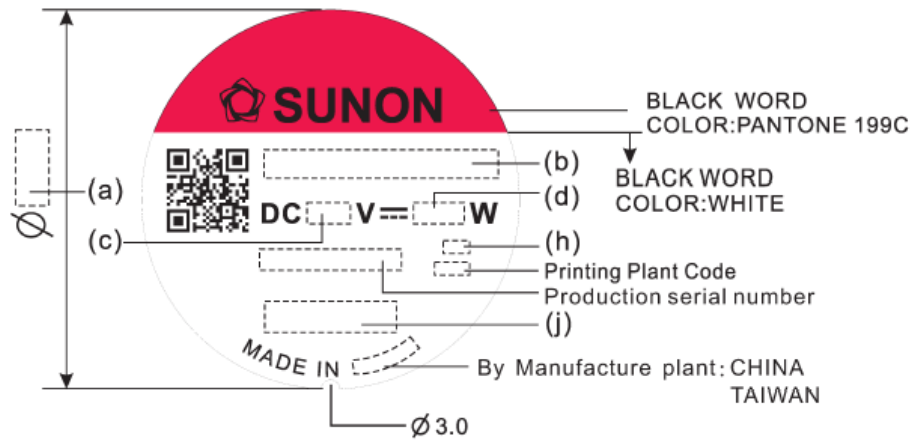 SUNON
BLACK WORD
COLOR:PANTONE 199C
(b)
BLACK WORD
COLOR:WHITE
(a)
Ø
(d)
DC V W
(c)
(h)
Printing Plant Code
Production serial number
(j)
MADE IN
By Manufacture plant: CHINA
TAIWAN
Ø3.0